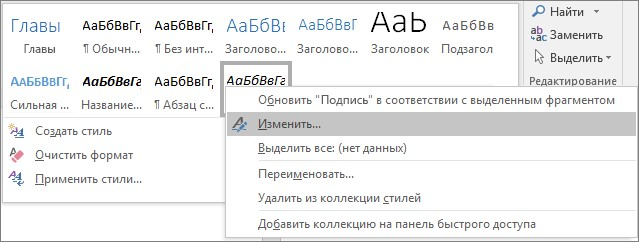 Главы АаБбВвГг, АаБбВвГг, АаБбВвГ АаБбВвГ АаБ АаБбВв
Главы ¶ Обычн... ¶ Без инт... Заголово... Заголово... Заголовок Подзагол
АаБбВвГг, АаБбВвГг АаБбВвГг, АаБбВвГг
Сильная ... Название... ¶ Абзац с...
Создать стиль
Очистить формат
Применить стили...
Обновить "Подпись" в соответствии с выделенным фрагментом
Изменить...
Выделить все: (нет данных)
Переименовать...
Удалить из коллекции стилей
Добавить коллекцию на панель быстрого доступа
Найти
Заменить
Выделить
Редактирование